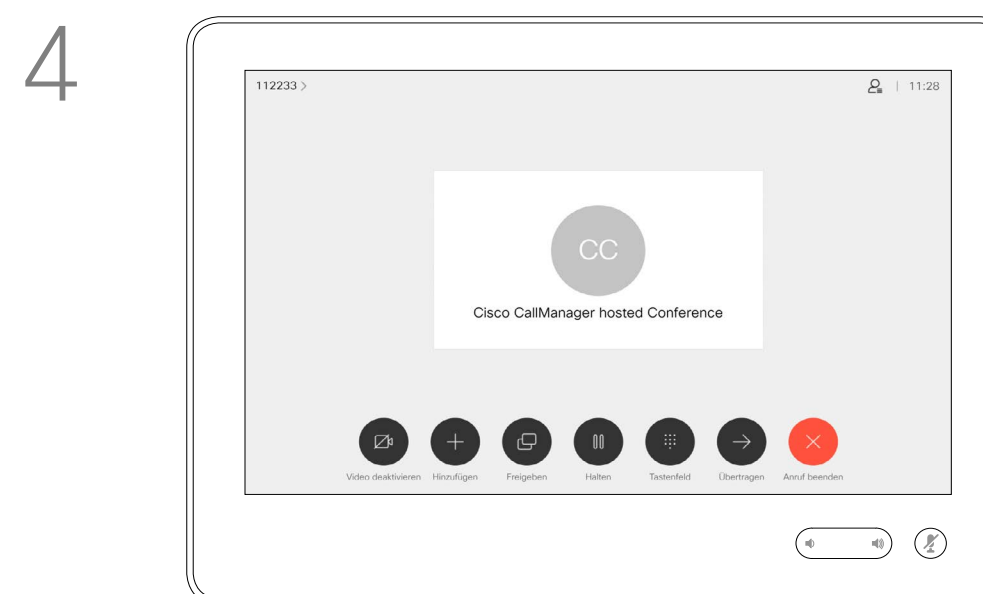 4
112233 >
| 11:28
CC
Cisco CallManager hosted Conference
Video deaktivieren Hinzufügen Freigeben Halten Tastenfeld Übertragen Anruf beenden